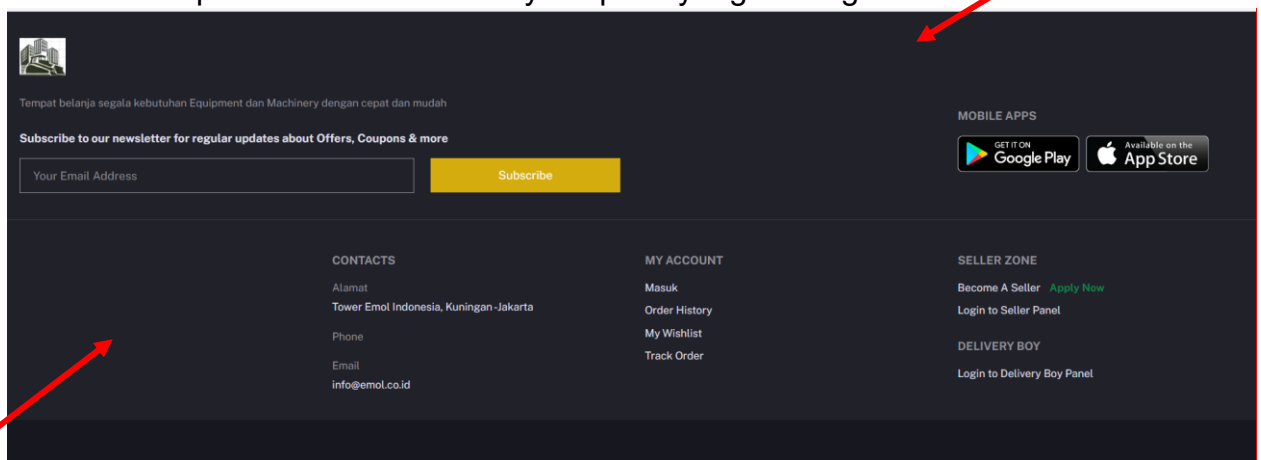 Tempat belanja segala kebutuhan Equipment dan Machinery dengan cepat dan mudah
Subscribe to our newsletter for regular updates about Offers, Coupons & more
Your Email Address
Subscribe
MOBILE APPS
GET IT ON
Google Play
Available on the
App Store
CONTACTS
Alamat
Tower Emol Indonesia, Kuningan-Jakarta
Phone
Email
info@emol.co.id
MY ACCOUNT
Masuk
Order History
My Wishlist
Track Order
SELLER ZONE
Become A Seller Apply Now
Login to Seller Panel
DELIVERY BOY
Login to Delivery Boy Panel